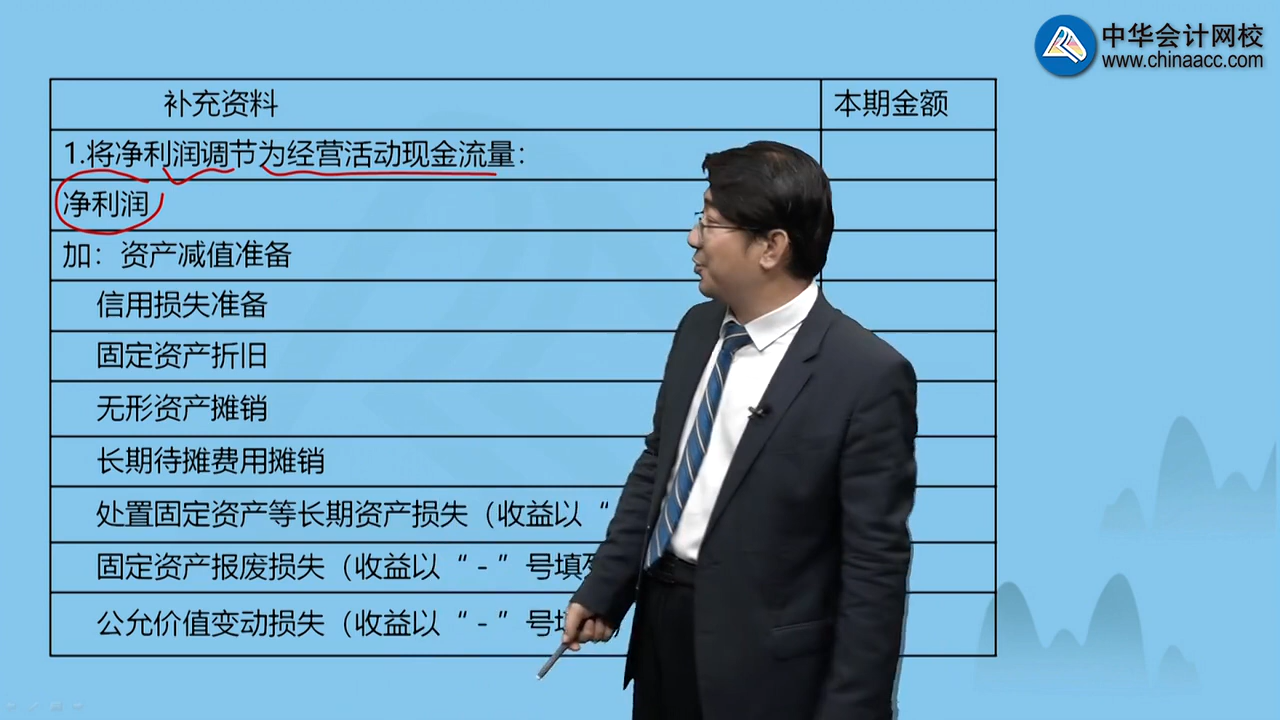 中华会计网校
www.chinaacc.com
补充资料
本期金额
1.将净利润调节为经营活动现金流量：
净利润
加：资产减值准备
信用损失准备
固定资产折旧
无形资产摊销
长期待摊费用摊销
处置固定资产等长期资产损失（收益以“
固定资产报废损失（收益以“-”号填
公允价值变动损失（收益以“-”号